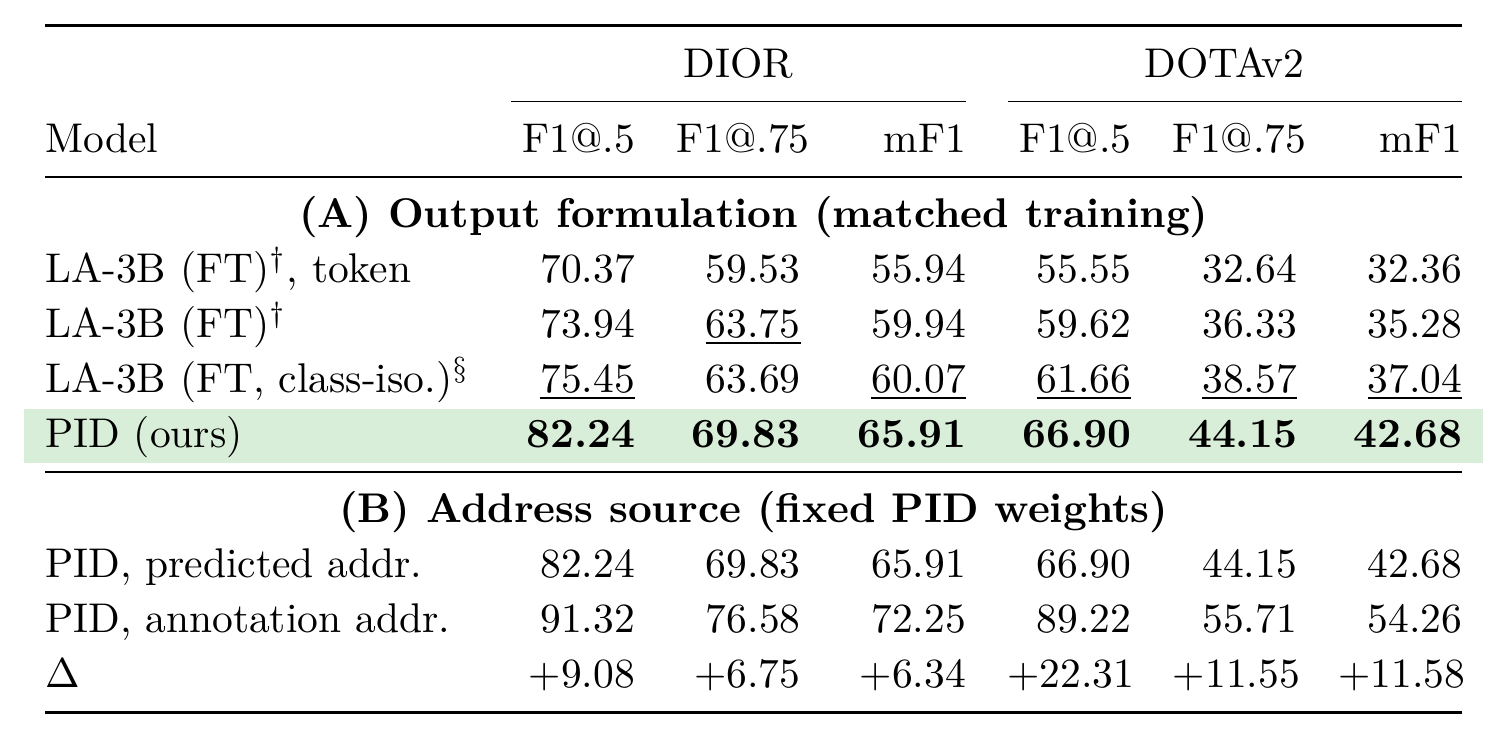 DIOR DOTAv2
Model F1@.5 F1@.75 mF1 F1@.5 F1@.75 mF1
(A) Output formulation (matched training)
LA-3B (FT)†, token 70.37 59.53 55.94 55.55 32.64 32.36
LA-3B (FT)† 73.94 63.75 59.94 59.62 36.33 35.28
LA-3B (FT, class-iso.)§ 75.45 63.69 60.07 61.66 38.57 37.04
PID (ours) 82.24 69.83 65.91 66.90 44.15 42.68
(B) Address source (fixed PID weights)
PID, predicted addr. 82.24 69.83 65.91 66.90 44.15 42.68
PID, annotation addr. 91.32 76.58 72.25 89.22 55.71 54.26
Δ +9.08 +6.75 +6.34 +22.31 +11.55 +11.58